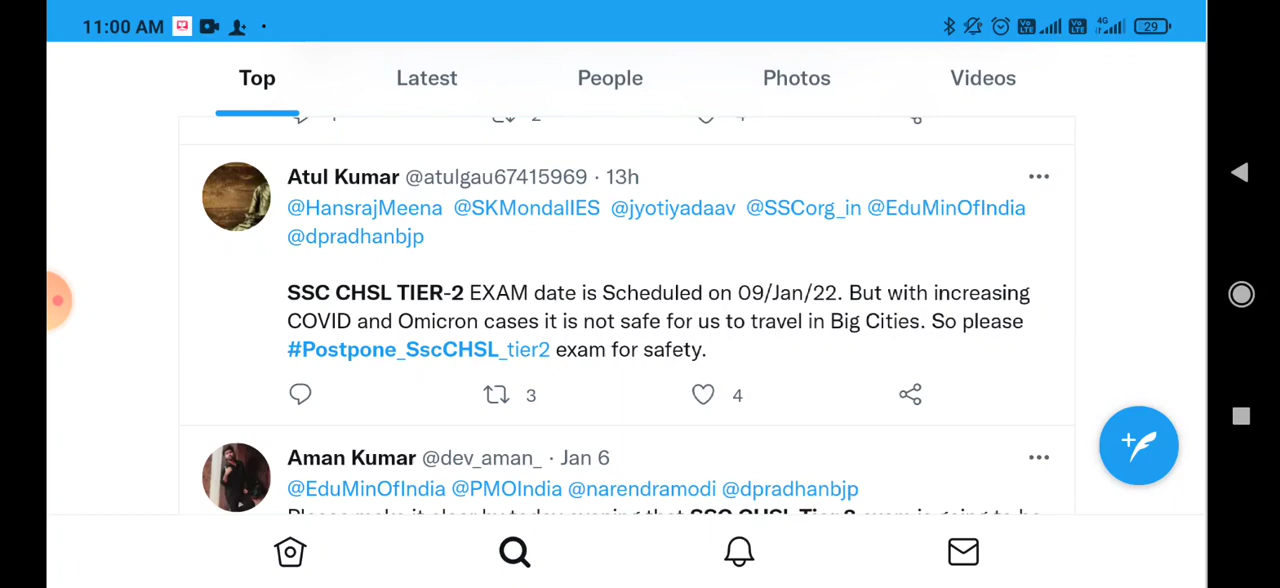 11:00 AM
4G
29
Top Latest People Photos Videos
Atul Kumar @atulgau67415969 · 13h
@HansrajMeena @SKMondalIES @jyotiyadaav @SSCorg_in @EduMinOfIndia
@dpradhanbjp
SSC CHSL TIER-2 EXAM date is Scheduled on 09/Jan/22. But with increasing
COVID and Omicron cases it is not safe for us to travel in Big Cities. So please
#Postpone_SscCHSL_tier2 exam for safety.
3 4
Aman Kumar @dev_aman_ · Jan 6
@EduMinOfIndia @PMOIndia @narendramodi @dpradhanbjp